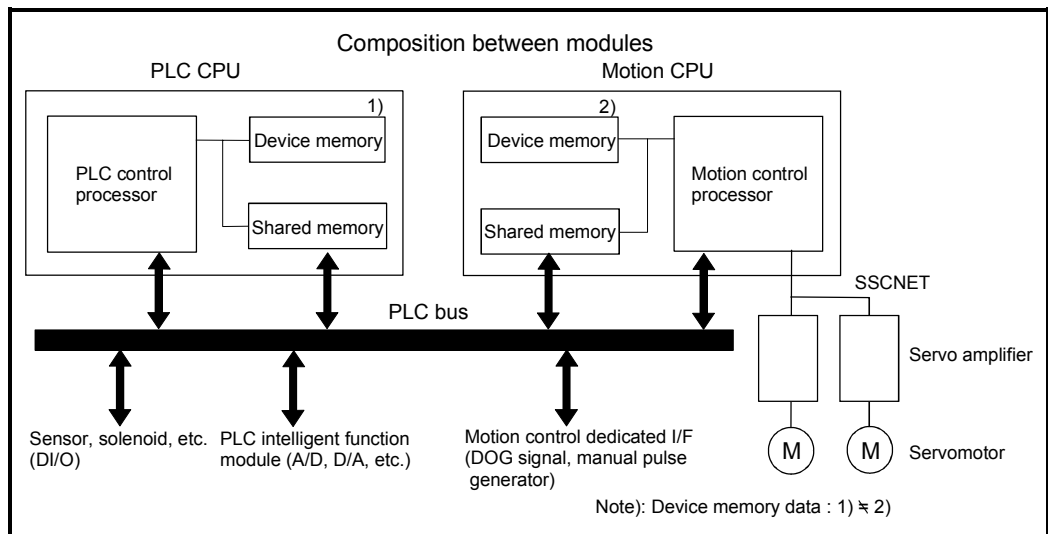 Composition between modules
PLC CPU
Motion CPU
1)
Device memory
PLC control
processor
Shared memory
2)
Device memory
Motion control
processor
Shared memory
SSCNET
PLC bus
Servo amplifier
Sensor, solenoid, etc.
(DI/O)
PLC intelligent function
module (A/D, D/A, etc.)
Motion control dedicated I/F
(DOG signal, manual pulse
generator)
M
M
Servomotor
Note): Device memory data : 1) ≒ 2)